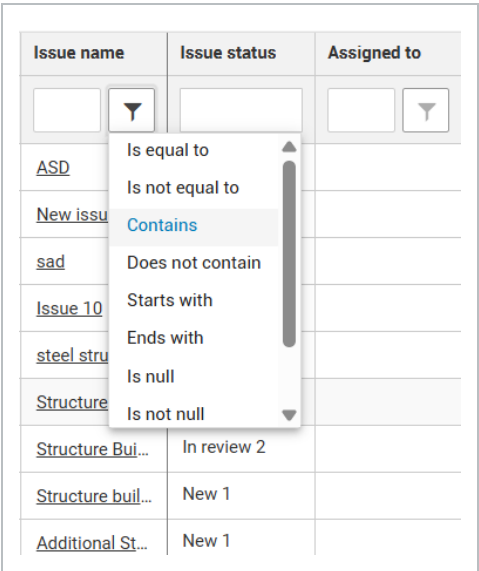 Issue name Issue status Assigned to
Is equal to
ASD
Is not equal to
New issu
Contains
sad
Does not contain
Issue 10
Starts with
Ends with
steel stru
Is null
Structure
Is not null
Structure Bui... In review 2
Structure buil... New 1
Additional St... New 1